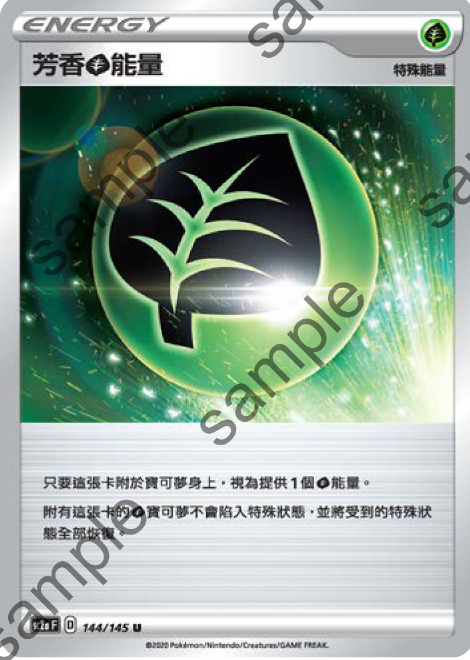 ENERGY
芳香能量
特殊能量
只要這張卡附於寶可夢身上，視為提供1個能量。
附有這張卡的寶可夢不會陷入特殊狀態，並將受到的特殊狀
態全部恢復。
sc2a F D 144/145 U
©2020 Pokémon/Nintendo/Creatures/GAME FREAK.
sample
sample
sample
sample
sample
sample